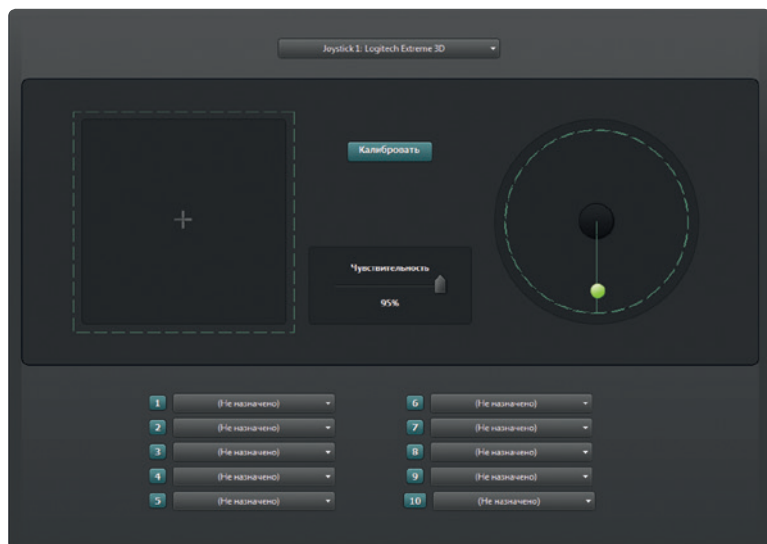 Joystick 1: Logitech Extreme 3D
Калибровать
Чувствительность
95%
1 (Не назначено)
2 (Не назначено)
3 (Не назначено)
4 (Не назначено)
5 (Не назначено)
6 (Не назначено)
7 (Не назначено)
8 (Не назначено)
9 (Не назначено)
10 (Не назначено)